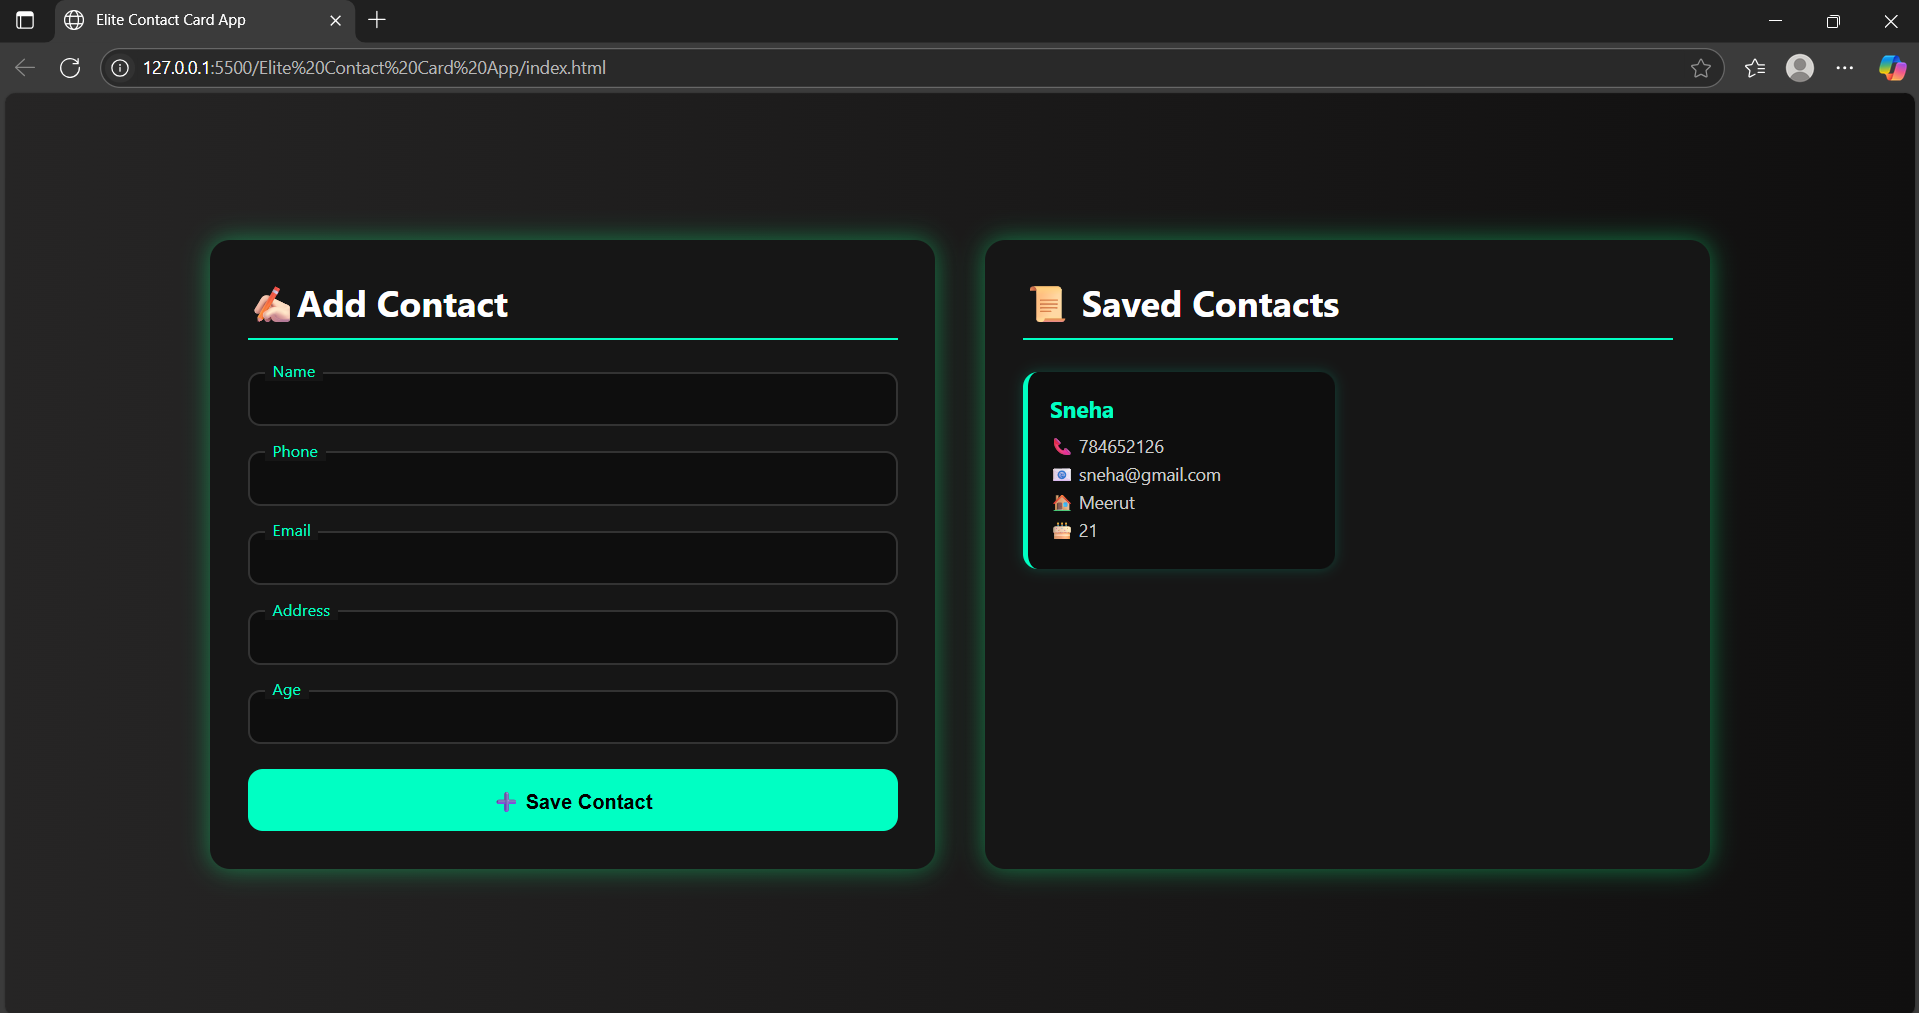 Elite Contact Card App
127.0.0.1:5500/Elite%20Contact%20Card%20App/index.html
✍🏻Add Contact
Name
Phone
Email
Address
Age
➕ Save Contact
📜 Saved Contacts
Sneha
📞 784652126
📧 sneha@gmail.com
🏠 Meerut
🎂 21